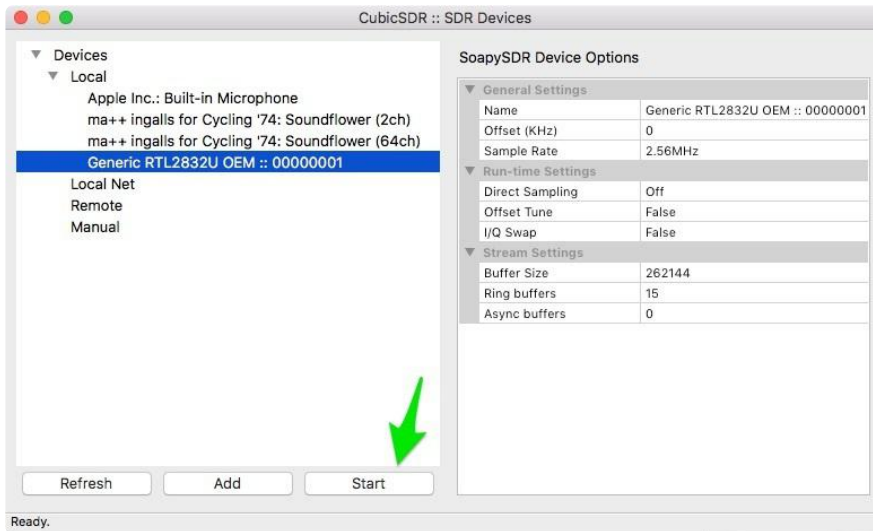 CubicSDR :: SDR Devices
Devices
Local
Apple Inc.: Built-in Microphone
ma++ ingalls for Cycling '74: Soundflower (2ch)
ma++ ingalls for Cycling '74: Soundflower (64ch)
Generic RTL2832U OEM :: 00000001
Local Net
Remote
Manual
Refresh Add Start
SoapySDR Device Options
General Settings
Name Generic RTL2832U OEM :: 00000001
Offset (KHz) 0
Sample Rate 2.56MHz
Run-time Settings
Direct Sampling Off
Offset Tune False
I/Q Swap False
Stream Settings
Buffer Size 262144
Ring buffers 15
Async buffers 0
Ready.